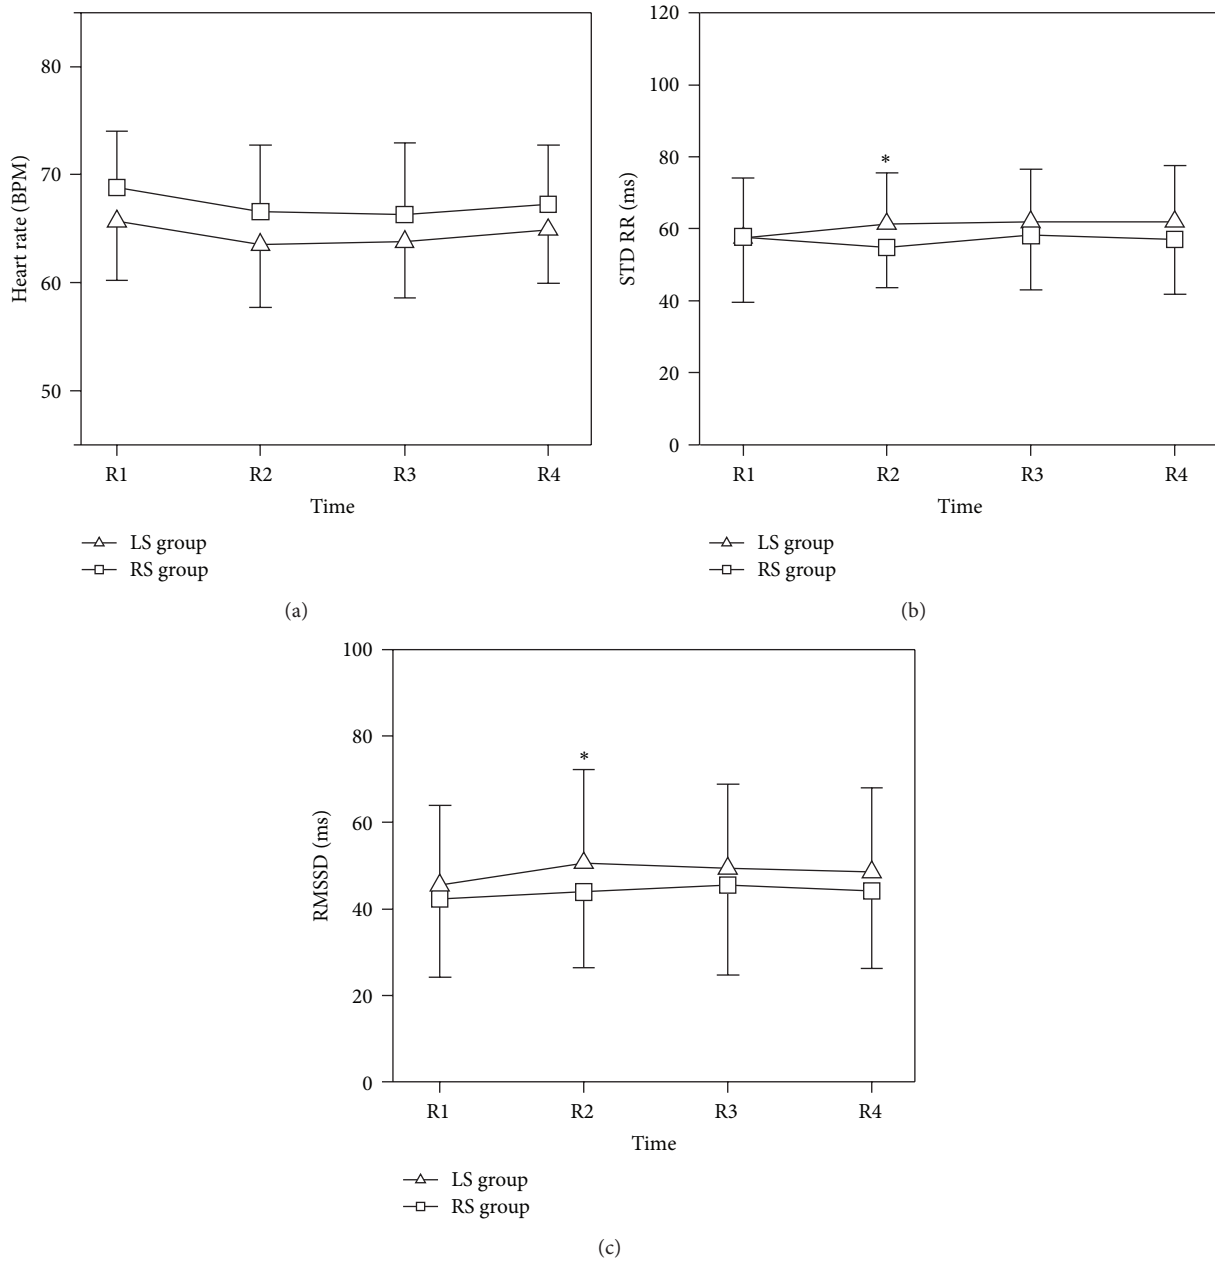 80
70
60
50
Heart rate (BPM)
R1 R2 R3 R4
Time
LS group
RS group
(a)
120
100
80
60
40
20
0
STD RR (ms)
*
R1 R2 R3 R4
Time
LS group
RS group
(b)
100
80
60
40
20
0
RMSSD (ms)
*
R1 R2 R3 R4
Time
LS group
RS group
(c)